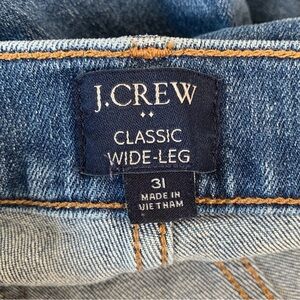 J.CREW
CLASSIC
WIDE-LEG
31
MADE IN
VIETNAM